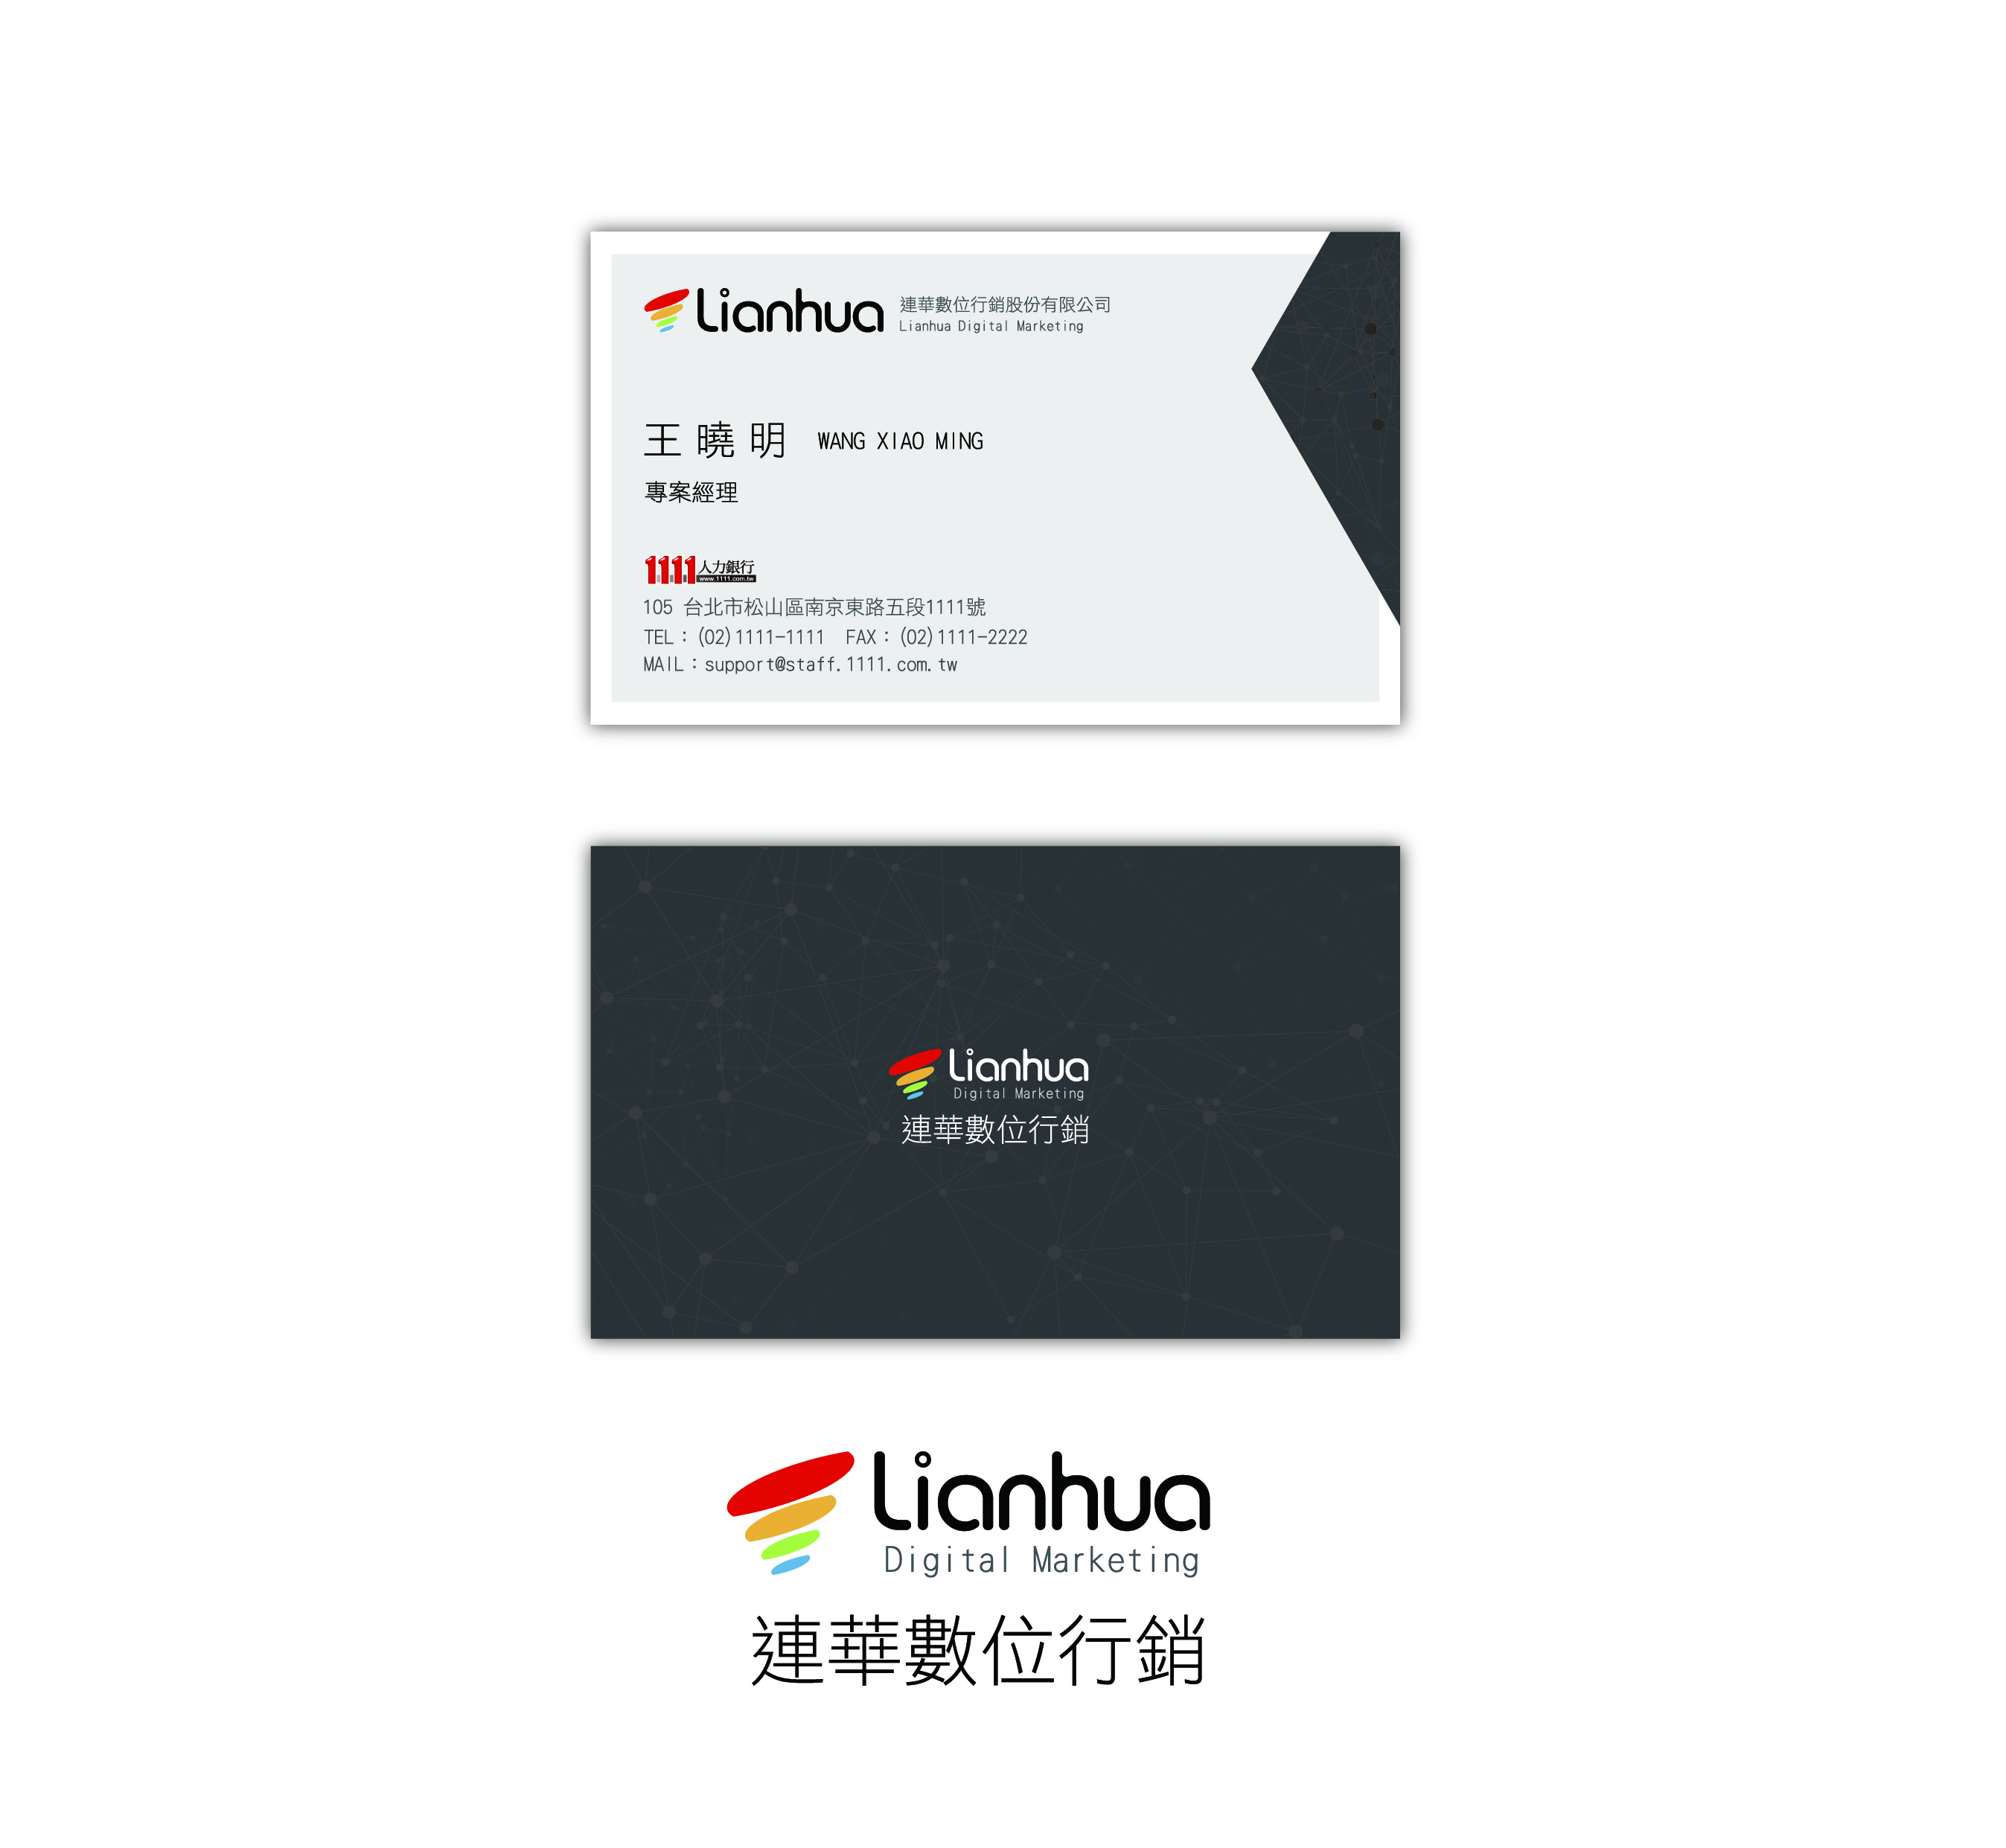 Lianhua 連華數位行銷股份有限公司
Lianhua Digital Marketing
王曉明 WANG XIAO MING
專案經理
1111人力銀行
www.1111.com.tw
105 台北市松山區南京東路五段1111號
TEL：(02)1111-1111 FAX：(02)1111-2222
MAIL：support@staff.1111.com.tw
Lianhua
Digital Marketing
連華數位行銷
Lianhua
Digital Marketing
連華數位行銷